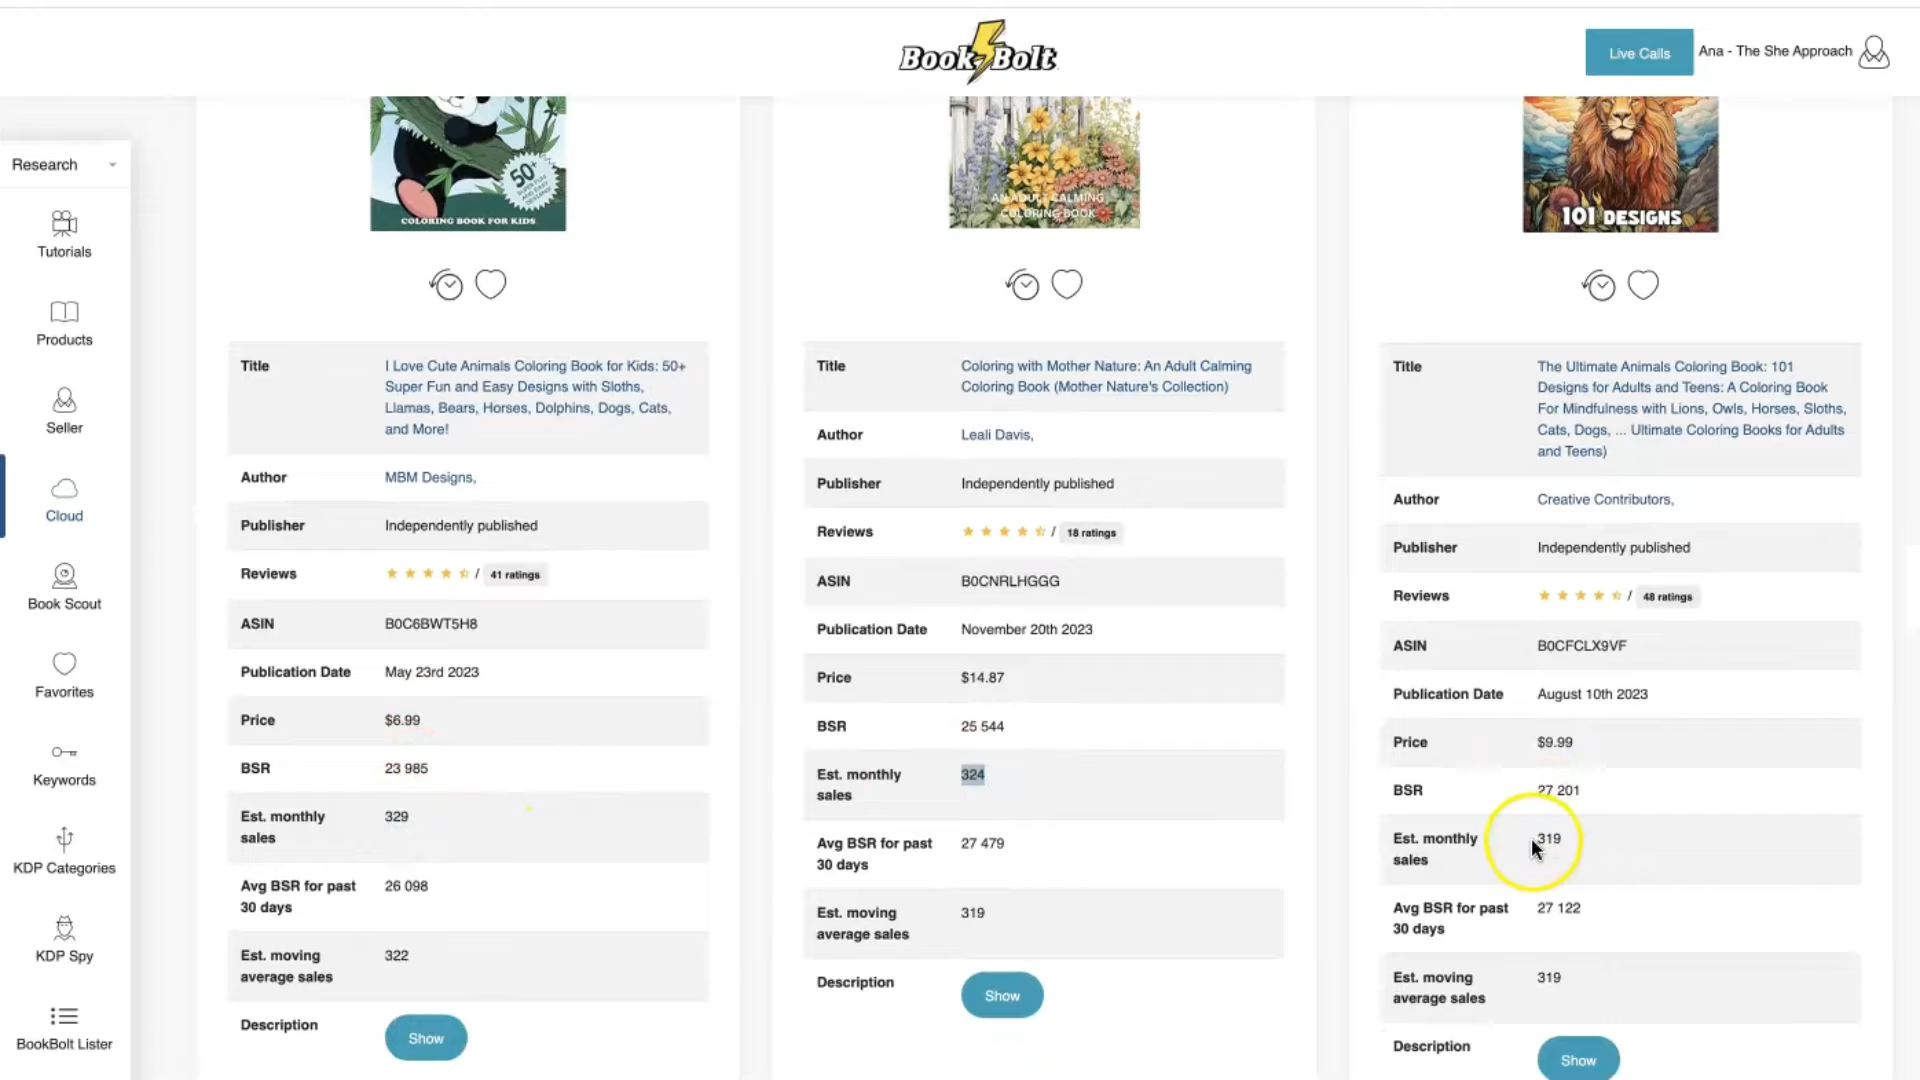 Book Bolt
Live Calls
Ana - The She Approach
Research
Tutorials
Products
Seller
Cloud
Book Scout
Favorites
Keywords
KDP Categories
KDP Spy
BookBolt Lister
50+
SUPER FUN
AND EASY
DESIGNS!
COLORING BOOK FOR KIDS
Title
I Love Cute Animals Coloring Book for Kids: 50+
Super Fun and Easy Designs with Sloths,
Llamas, Bears, Horses, Dolphins, Dogs, Cats,
and More!
Author
MBM Designs,
Publisher
Independently published
Reviews
/ 41 ratings
ASIN
B0C6BWT5H8
Publication Date
May 23rd 2023
Price
$6.99
BSR
23 985
Est. monthly
sales
329
Avg BSR for past
30 days
26 098
Est. moving
average sales
322
Description
Show
AN ADULT CALMING
COLORING BOOK
Title
Coloring with Mother Nature: An Adult Calming
Coloring Book (Mother Nature's Collection)
Author
Leali Davis,
Publisher
Independently published
Reviews
/ 18 ratings
ASIN
B0CNRLHGGG
Publication Date
November 20th 2023
Price
$14.87
BSR
25 544
Est. monthly
sales
324
Avg BSR for past
30 days
27 479
Est. moving
average sales
319
Description
Show
101 DESIGNS
Title
The Ultimate Animals Coloring Book: 101
Designs for Adults and Teens: A Coloring Book
For Mindfulness with Lions, Owls, Horses, Sloths,
Cats, Dogs, ... Ultimate Coloring Books for Adults
and Teens)
Author
Creative Contributors,
Publisher
Independently published
Reviews
/ 48 ratings
ASIN
B0CFCLX9VF
Publication Date
August 10th 2023
Price
$9.99
BSR
27 201
Est. monthly
sales
319
Avg BSR for past
30 days
27 122
Est. moving
average sales
319
Description
Show